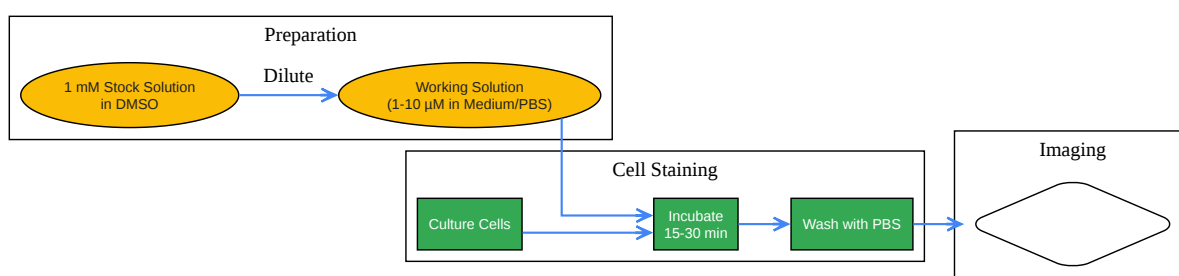 Preparation
1 mM Stock Solution
in DMSO
Dilute
Working Solution
(1-10 µM in Medium/PBS)
Cell Staining
Culture Cells
Incubate
15-30 min
Wash with PBS
Imaging